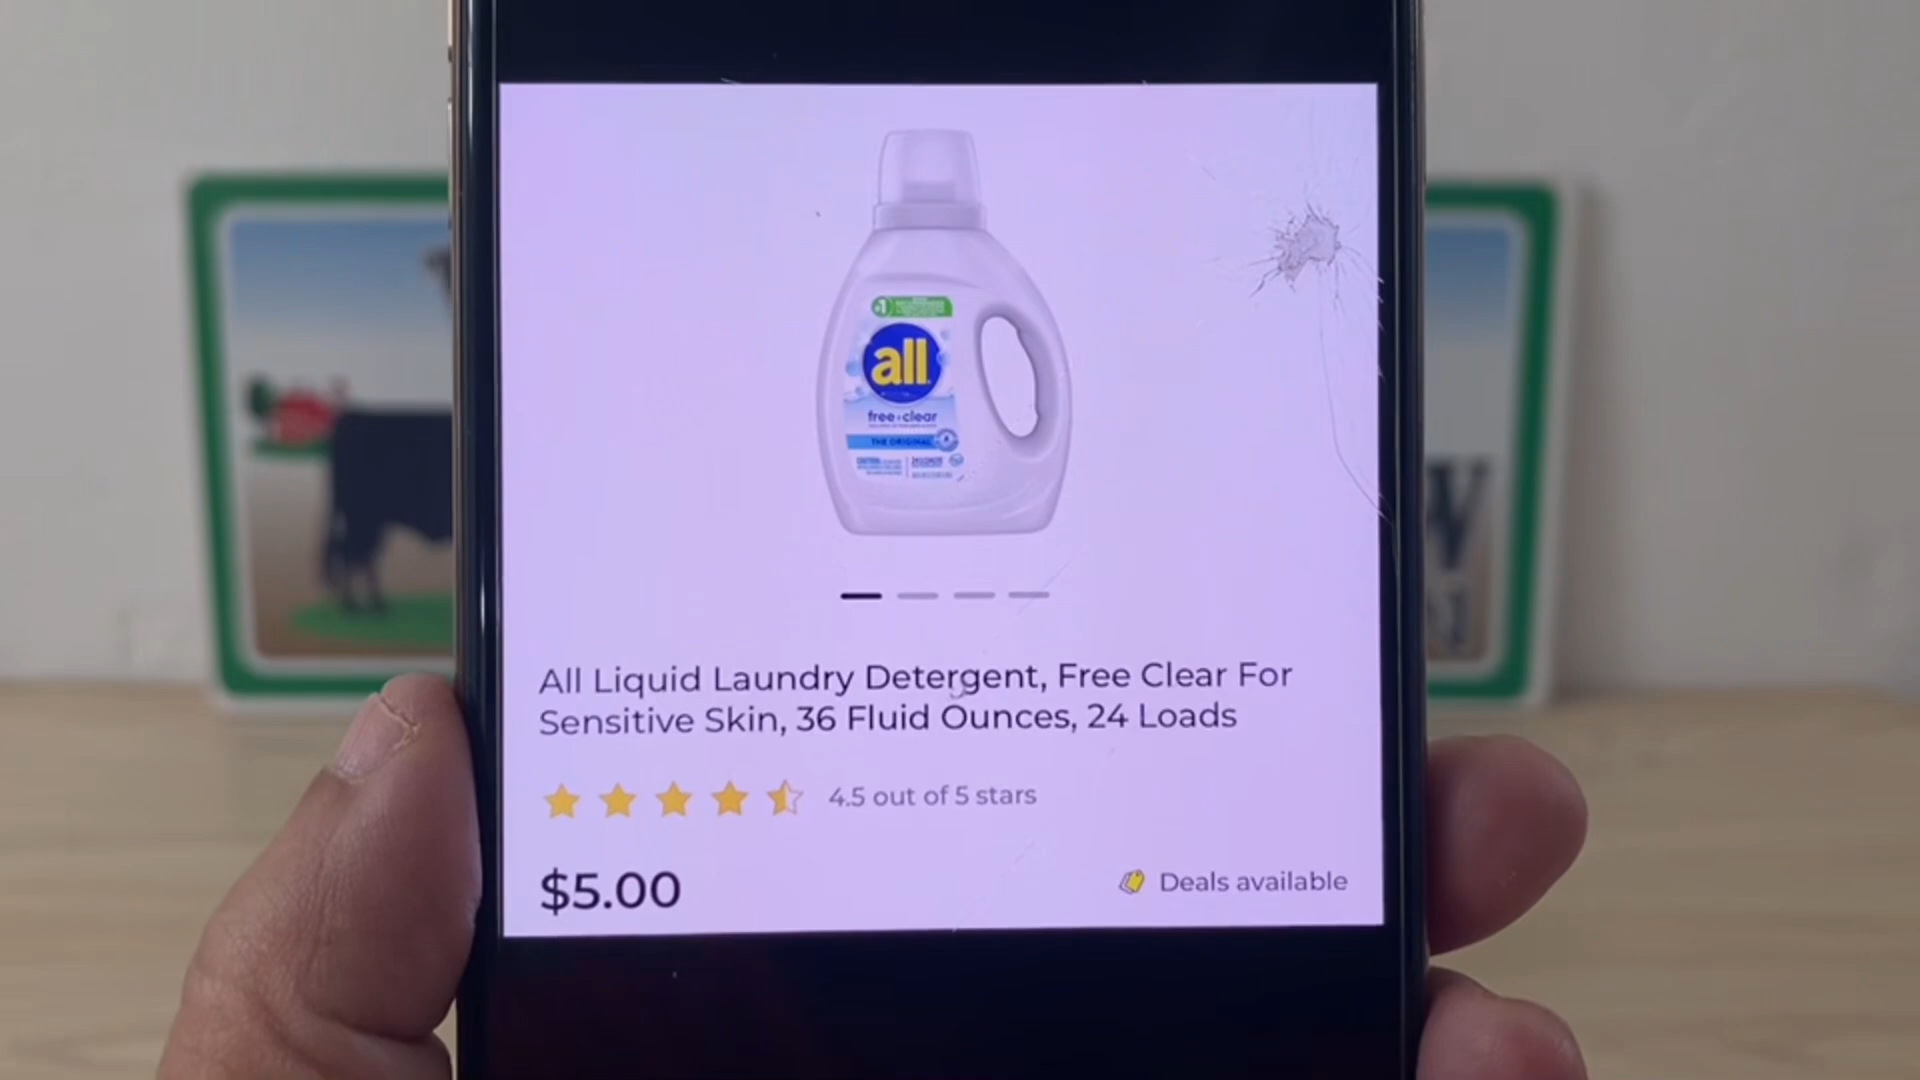 #1
all
free clear
THE ORIGINAL
All Liquid Laundry Detergent, Free Clear For
Sensitive Skin, 36 Fluid Ounces, 24 Loads
4.5 out of 5 stars
$5.00
Deals available
W